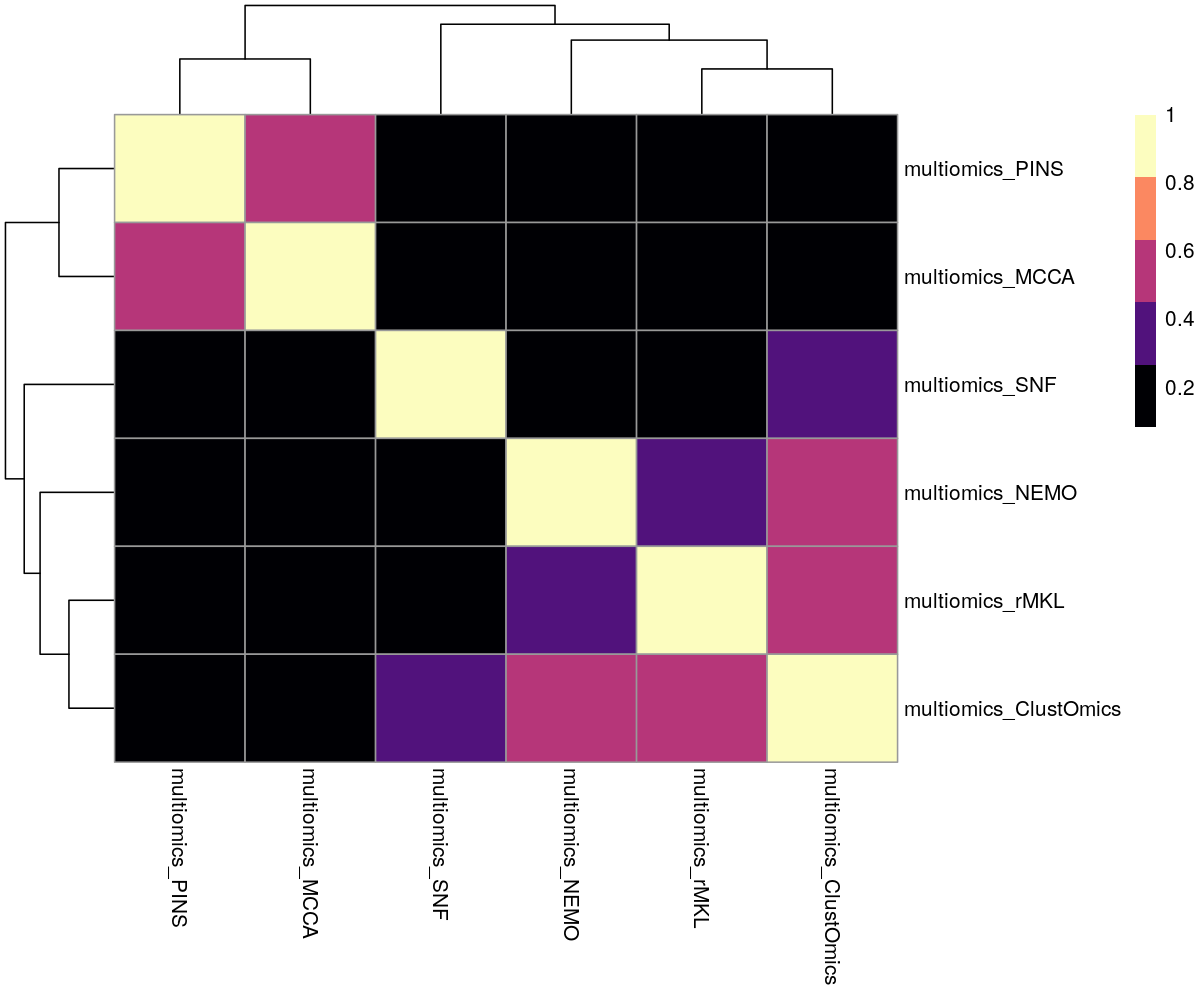 1
multiomics_PINS
0.8
0.6
multiomics_MCCA
0.4
0.2
multiomics_SNF
multiomics_NEMO
multiomics_rMKL
multiomics_ClustOmics
multiomics_PINS
multiomics_MCCA
multiomics_SNF
multiomics_NEMO
multiomics_rMKL
multiomics_ClustOmics